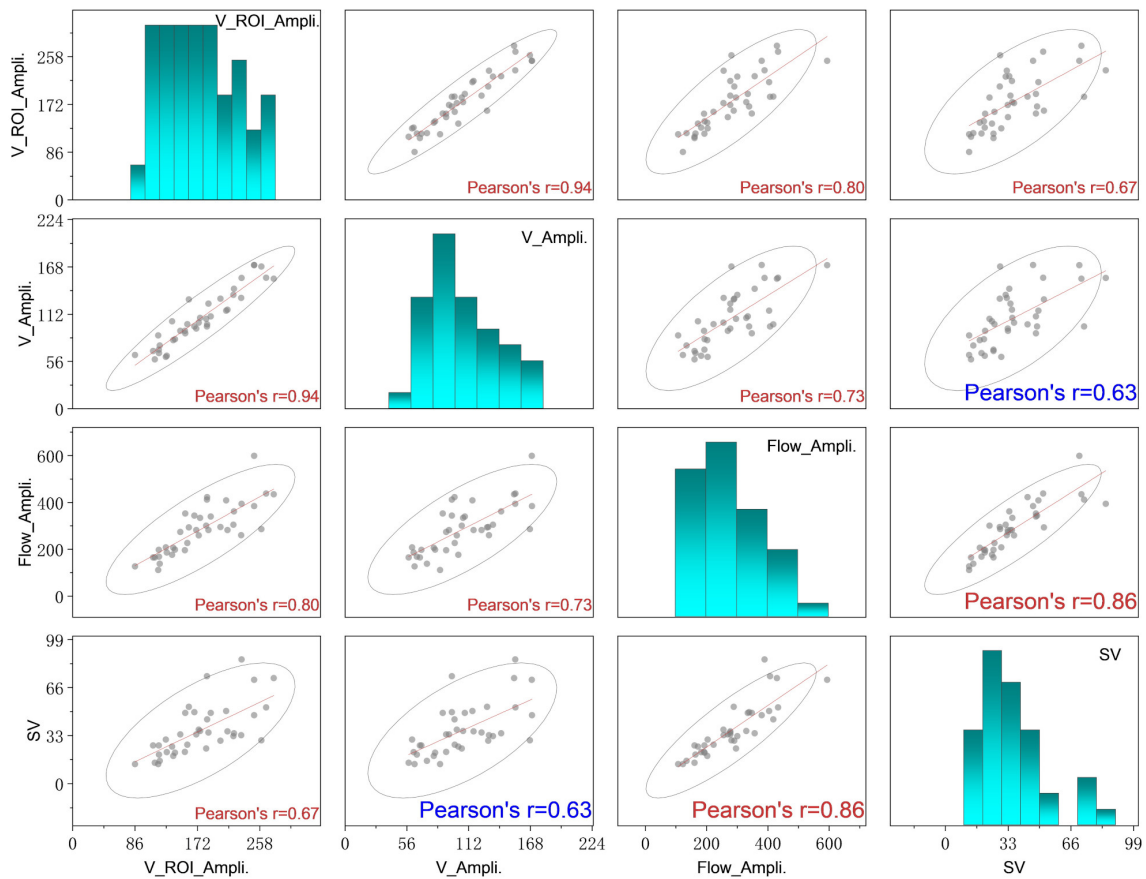 V_ROI_Ampli.
V_ROI_Ampli.
258
172
86
0
Pearson's r=0.94
Pearson's r=0.80
Pearson's r=0.67
V_Ampli.
224
168
112
56
0
Pearson's r=0.94
V_Ampli.
Pearson's r=0.73
Pearson's r=0.63
Flow_Ampli.
600
400
200
0
Pearson's r=0.80
Pearson's r=0.73
Flow_Ampli.
Pearson's r=0.86
SV
99
66
33
0
Pearson's r=0.67
Pearson's r=0.63
Pearson's r=0.86
SV
0 86 172 258
56 112 168 224
0 200 400 600
0 33 66 99
V_ROI_Ampli.
V_Ampli.
Flow_Ampli.
SV